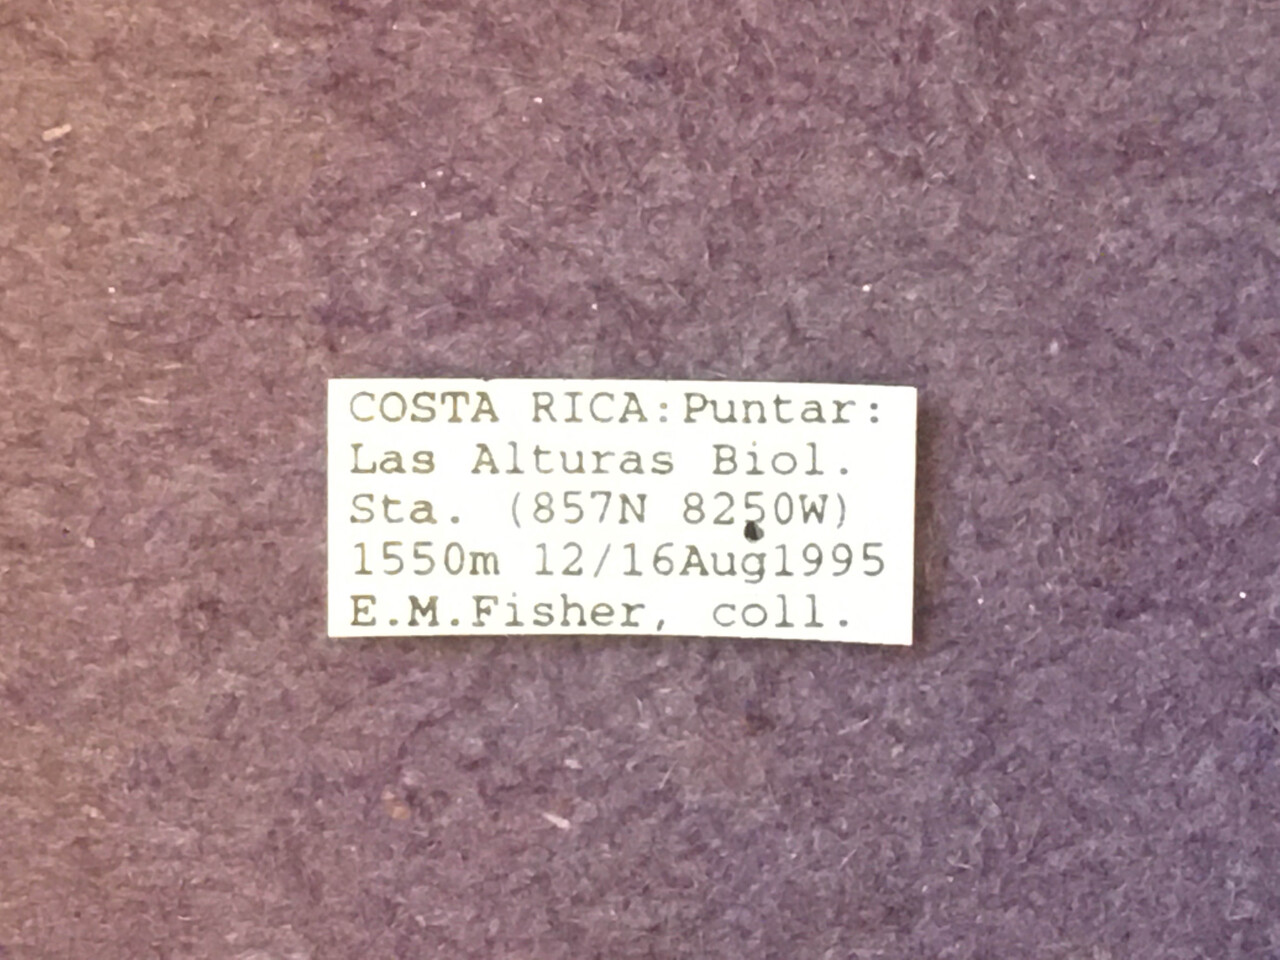 COSTA RICA:Puntar:
Las Alturas Biol.
Sta. (857N 8250W)
1550m 12/16Aug1995
E.M.Fisher, coll.